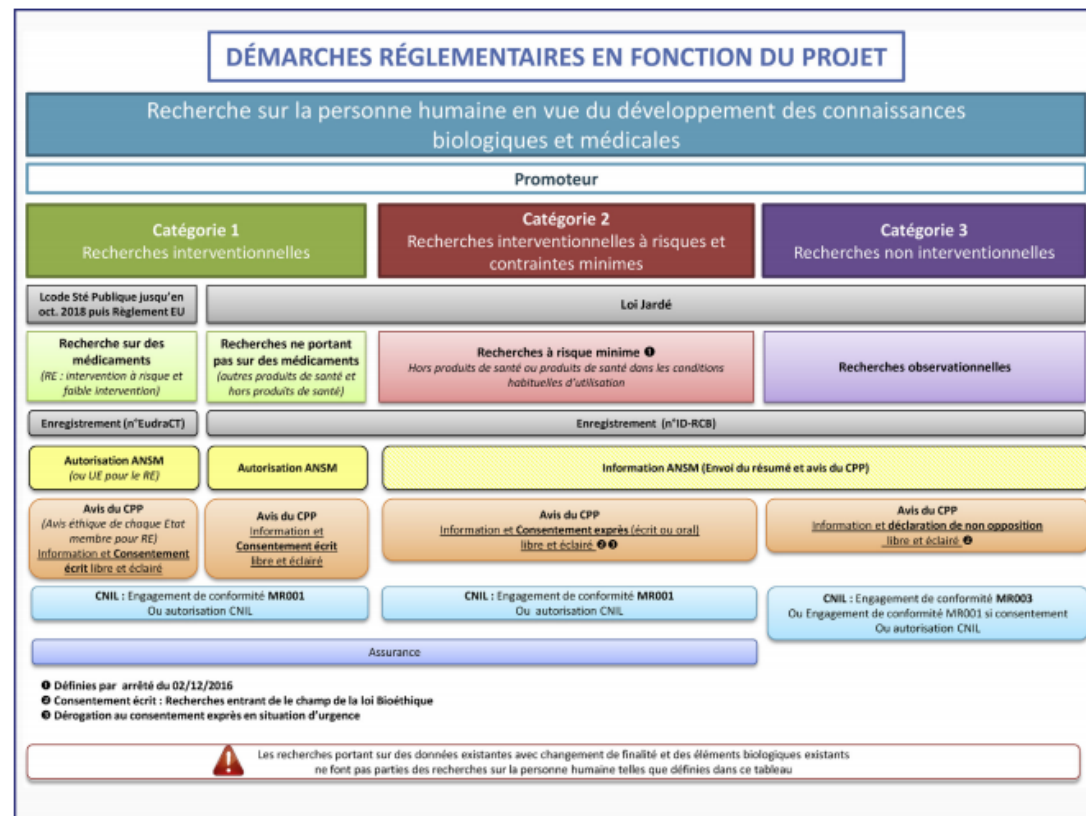 DÉMARCHES RÉGLEMENTAIRES EN FONCTION DU PROJET
Recherche sur la personne humaine en vue du développement des connaissances
biologiques et médicales
Promoteur
Catégorie 1
Recherches interventionnelles
Catégorie 2
Recherches interventionnelles à risques et
contraintes minimes
Catégorie 3
Recherches non interventionnelles
Lcode Sté Publique jusqu'en
oct. 2018 puis Règlement EU
Loi Jardé
Recherche sur des
médicaments
(RE : intervention à risque et
faible intervention)
Recherches ne portant
pas sur des médicaments
(autres produits de santé et
hors produits de santé)
Recherches à risque minime ❶
Hors produits de santé ou produits de santé dans les conditions
habituelles d'utilisation
Recherches observationnelles
Enregistrement (n°EudraCT)
Enregistrement (n°ID-RCB)
Autorisation ANSM
(ou UE pour le RE)
Autorisation ANSM
Information ANSM (Envoi du résumé et avis du CPP)
Avis du CPP
(Avis éthique de chaque Etat
membre pour RE)
Information et Consentement
écrit libre et éclairé
Avis du CPP
Information et
Consentement écrit
libre et éclairé
Avis du CPP
Information et Consentement exprès (écrit ou oral)
libre et éclairé ❷❸
Avis du CPP
Information et déclaration de non opposition
libre et éclairé ❷
CNIL : Engagement de conformité MR001
Ou autorisation CNIL
CNIL : Engagement de conformité MR001
Ou autorisation CNIL
CNIL : Engagement de conformité MR003
Ou Engagement de conformité MR001 si consentement
Ou autorisation CNIL
Assurance
❶ Définies par arrêté du 02/12/2016
❷ Consentement écrit : Recherches entrant de le champ de la loi Bioéthique
❸ Dérogation au consentement exprès en situation d'urgence
Les recherches portant sur des données existantes avec changement de finalité et des éléments biologiques existants
ne font pas parties des recherches sur la personne humaine telles que définies dans ce tableau